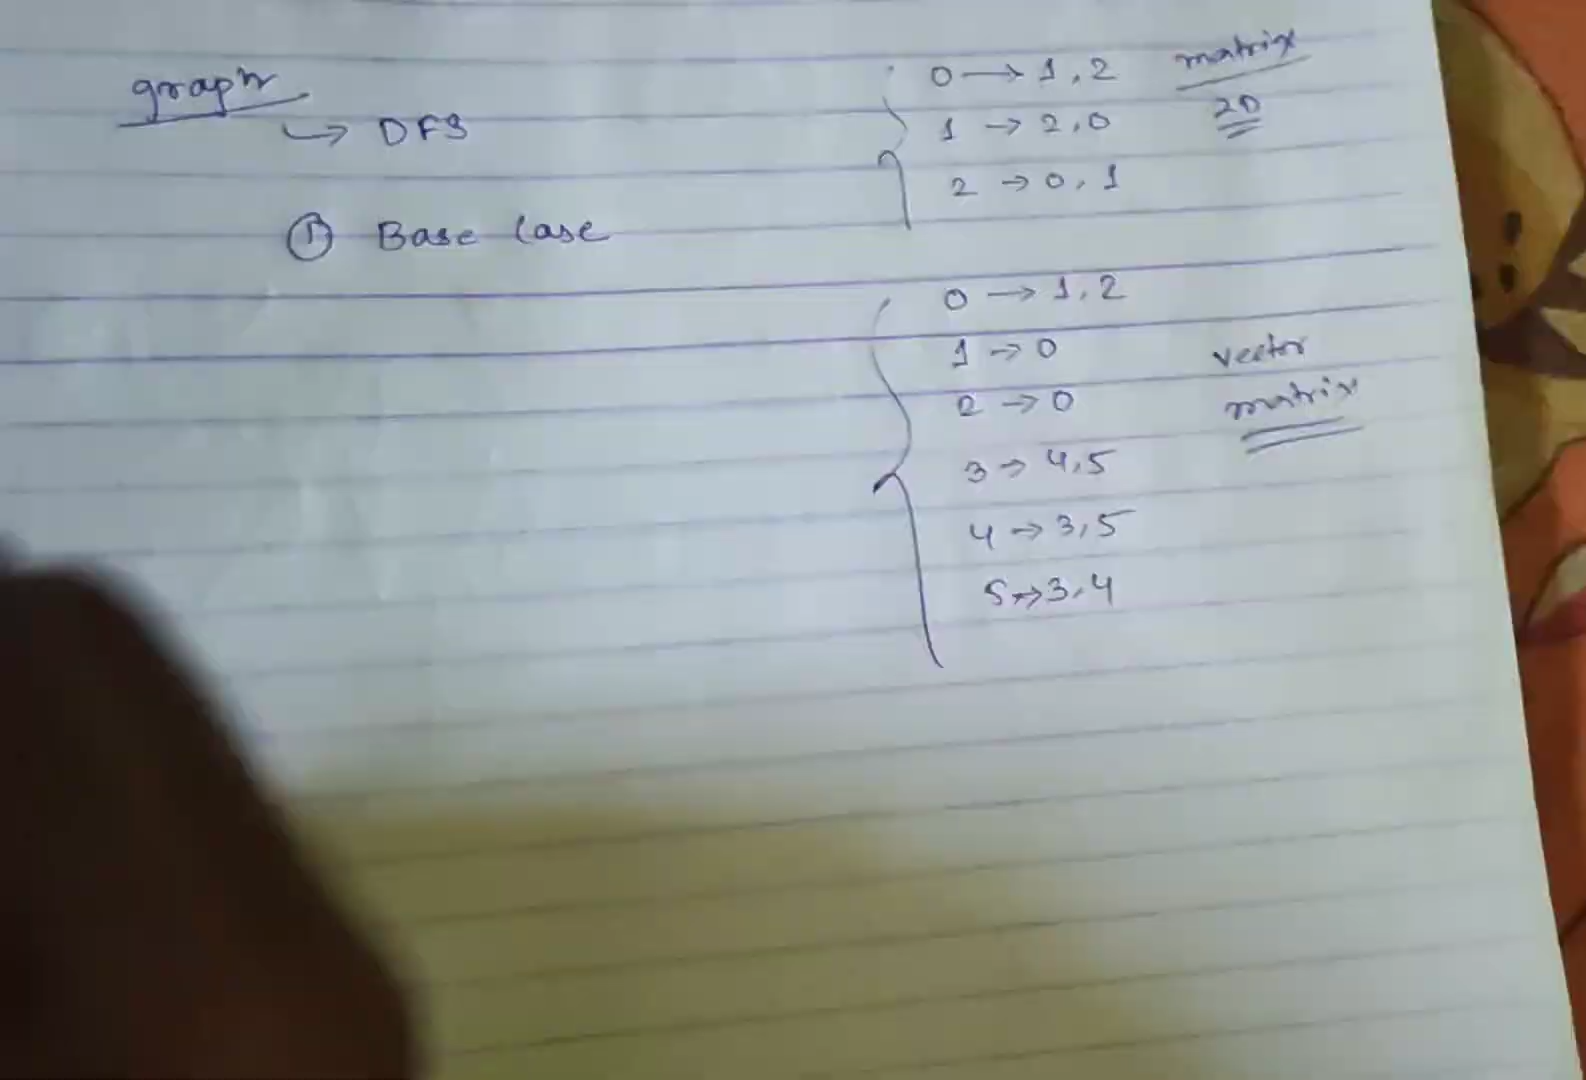 graph
↳ DFS
① Base Case
0 → 1, 2 matrix
1 → 2, 0 2D
2 → 0, 1
0 → 1, 2
1 → 0 vector
2 → 0 matrix
3 → 4, 5
4 → 3, 5
5 → 3, 4